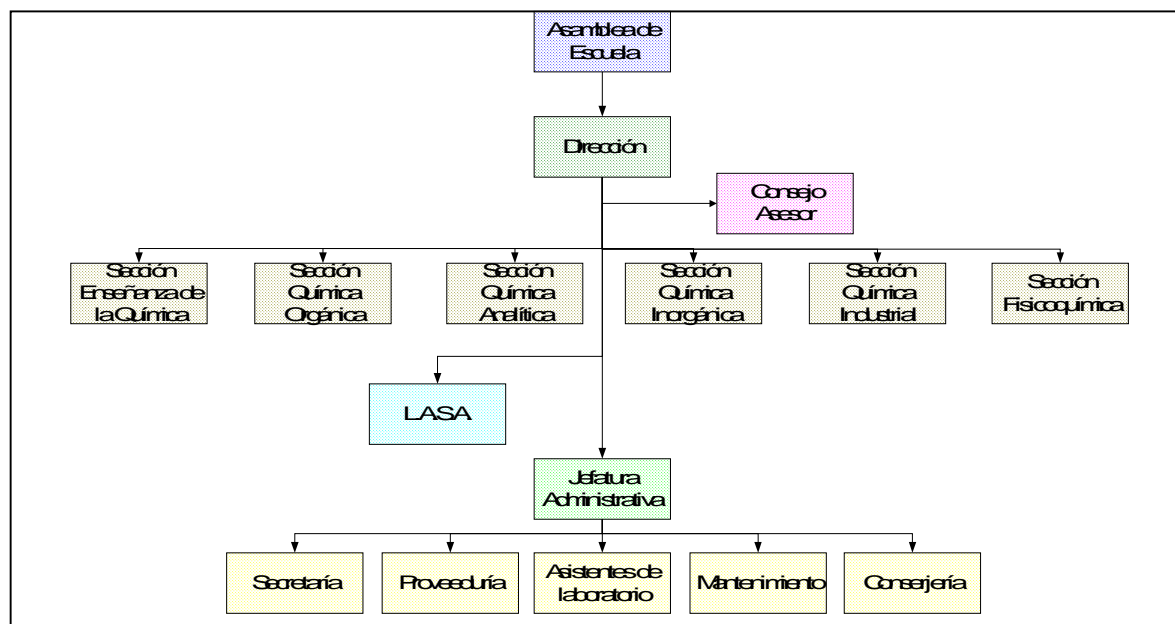 Asamblea de
Escuela
Dirección
Consejo
Asesor
Sección
Enseñanza de
la Química
Sección
Química
Orgánica
Sección
Química
Analítica
Sección
Química
Inorgánica
Sección
Química
Industrial
Sección
Fisicoquímica
L.A.S.A.
Jefatura
Administrativa
Secretaría
Proveeduría
Asistentes de
laboratorio
Mantenimiento
Conserjería